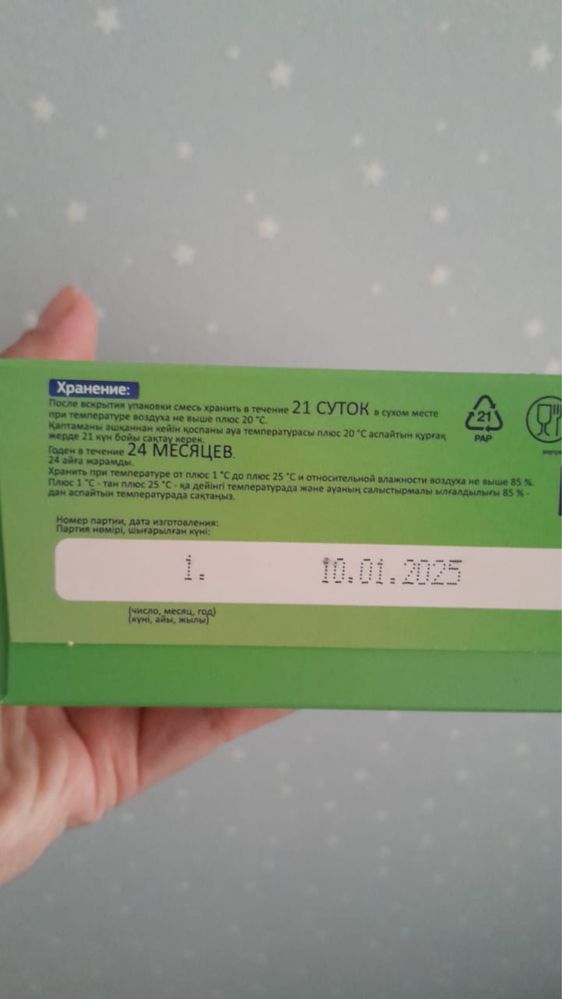 Хранение:
После вскрытия упаковки смесь хранить в течение 21 СУТОК в сухом месте
при температуре воздуха не выше плюс 20 °С.
Қаптаманы ашқаннан кейін қоспаны ауа температурасы плюс 20 °С аспайтын құрғақ
жерде 21 күн бойы сақтау керек.
Годен в течение 24 МЕСЯЦЕВ.
24 айға жарамды.
Хранить при температуре от плюс 1 °С до плюс 25 °С и относительной влажности воздуха не выше 85 %.
Плюс 1 °С - тан плюс 25 °С - қа дейінгі температурада және ауаның салыстырмалы ылғалдылығы 85 % -
дан аспайтын температурада сақтаңыз.
21
PAP
Номер партии, дата изготовления:
Партия нөмірі, шығарылған күні:
1. 10.01.2025
(число, месяц, год)
(күні, айы, жылы)